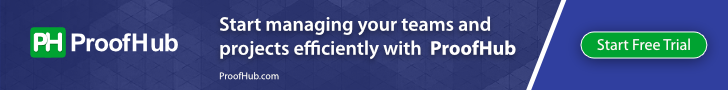 PH ProofHub
Start managing your teams and
projects efficiently with ProofHub
ProofHub.com
Start Free Trial